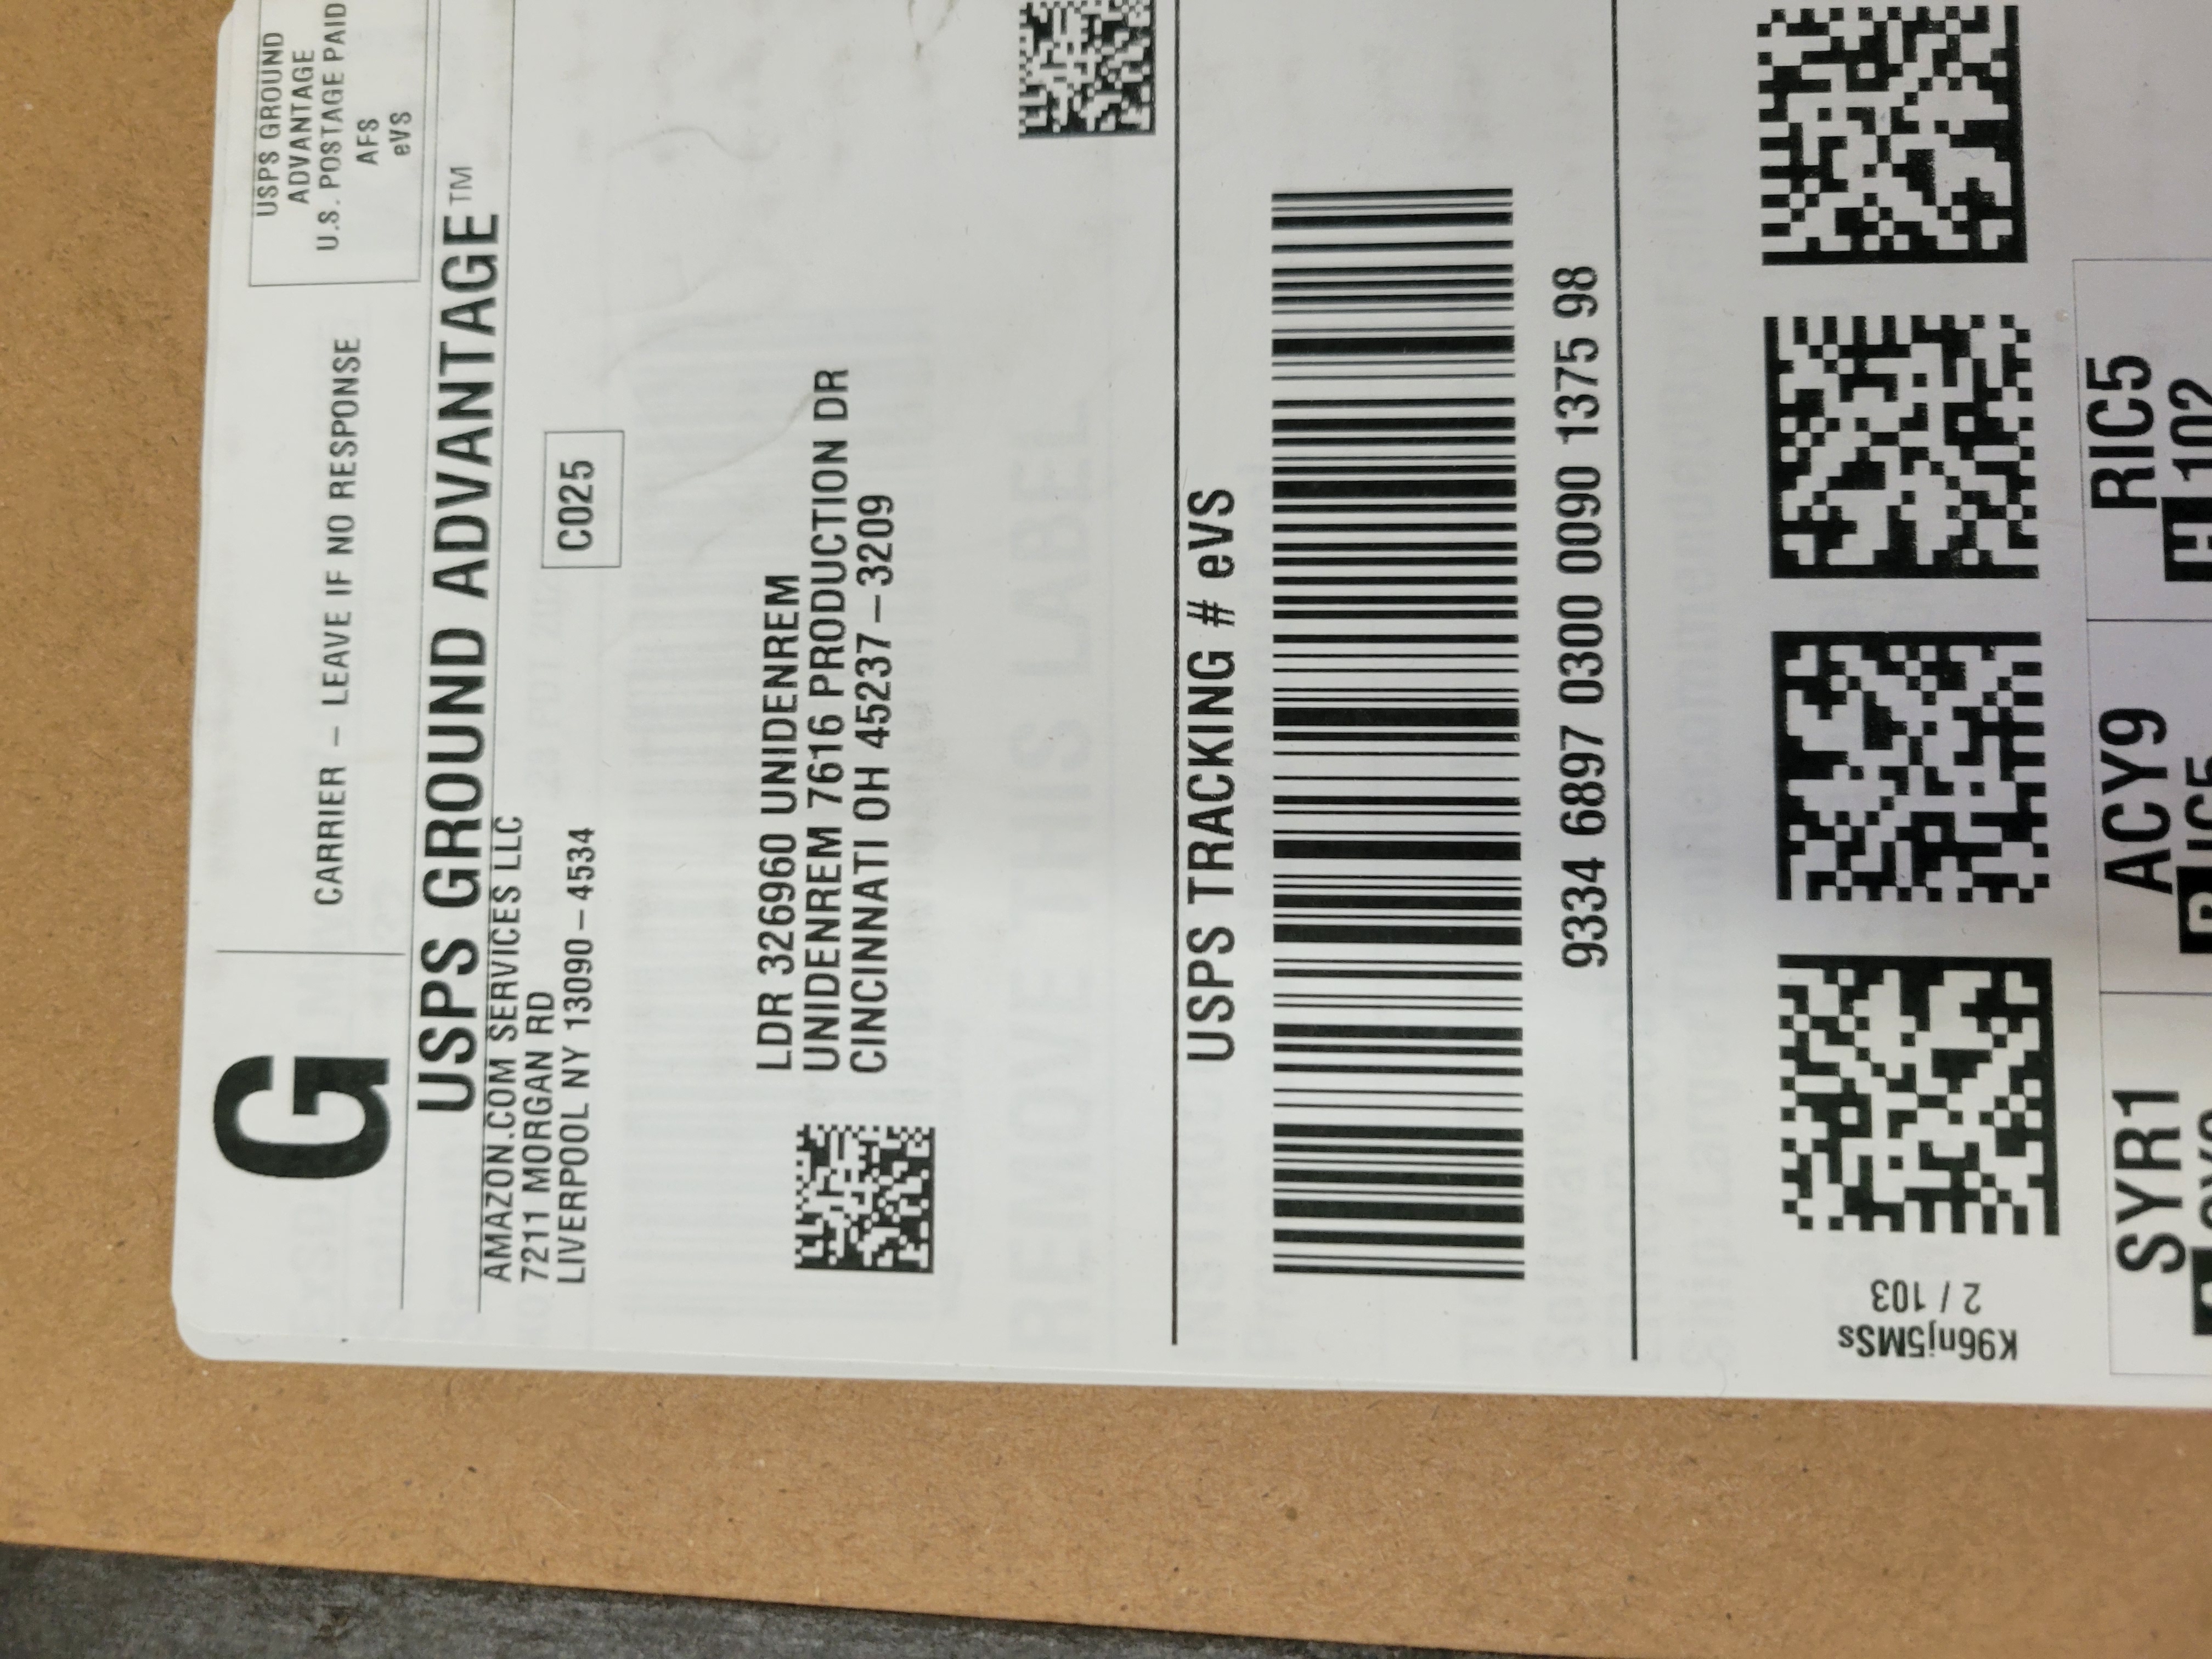 G
USPS GROUND
ADVANTAGE
U.S. POSTAGE PAID
AFS
eVS
CARRIER – LEAVE IF NO RESPONSE
USPS GROUND ADVANTAGE™
AMAZON.COM SERVICES LLC
7211 MORGAN RD
LIVERPOOL NY 13090-4534
C025
LDR 326960 UNIDENREM
UNIDENREM 7616 PRODUCTION DR
CINCINNATI OH 45237-3209
USPS TRACKING # eVS
9334 6897 0300 0090 1375 98
K96nj5MSs
2 / 103
SYR1
ACY9
RIC5
RIC5
H 102